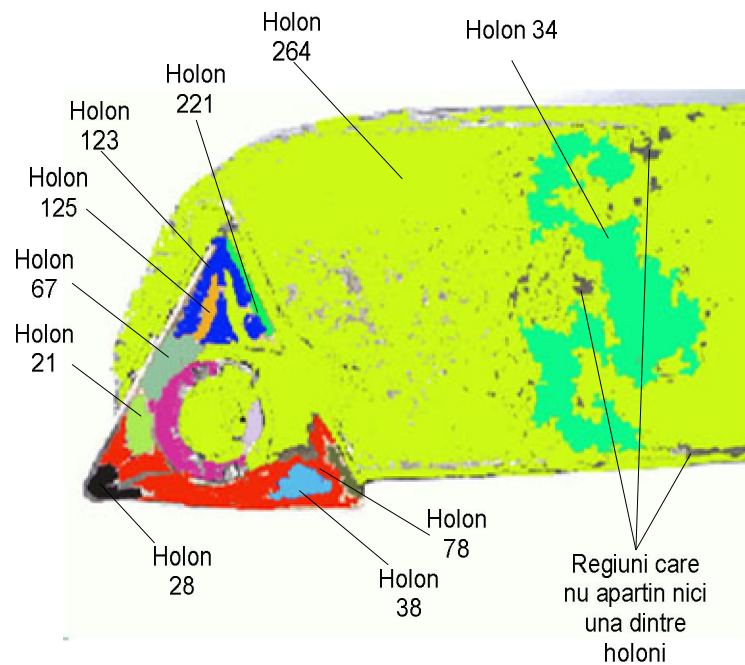 Holon
264
Holon 34
Holon
221
Holon
123
Holon
125
Holon
67
Holon
21
Holon
28
Holon
38
Holon
78
Regiuni care
nu apartin nici
una dintre
holoni